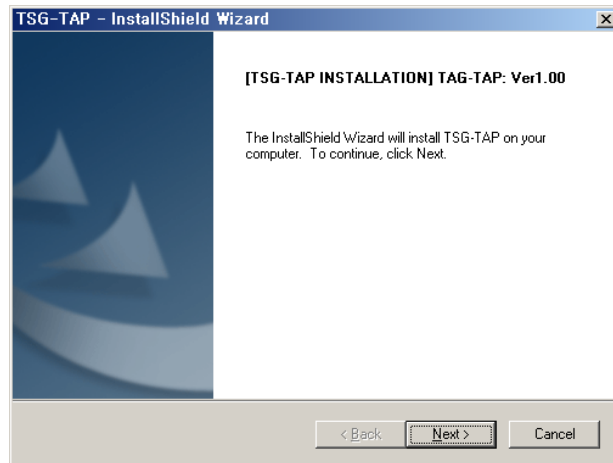 TSG-TAP - InstallShield Wizard
[TSG-TAP INSTALLATION] TAG-TAP: Ver1.00
The InstallShield Wizard will install TSG-TAP on your
computer. To continue, click Next.
< Back
Next >
Cancel